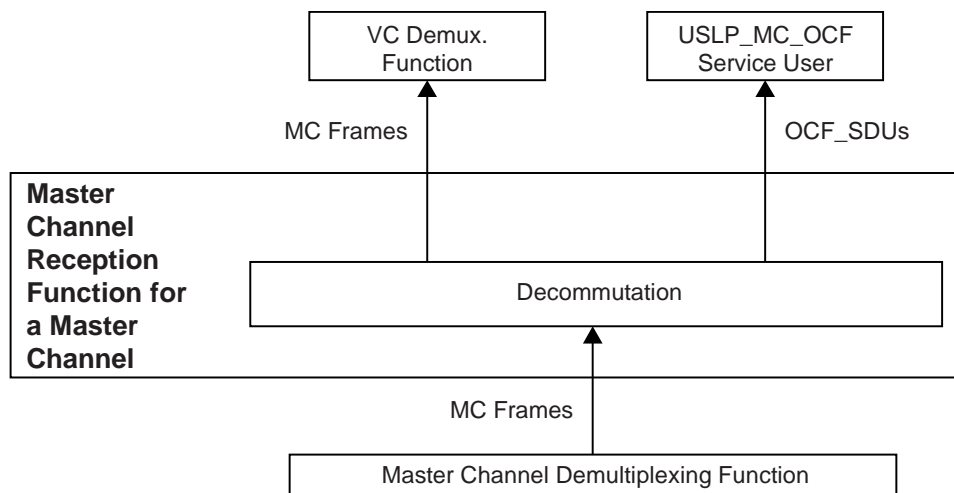 VC Demux.
Function
USLP_MC_OCF
Service User
MC Frames
OCF_SDUs
Master
Channel
Reception
Function for
a Master
Channel
Decommutation
MC Frames
Master Channel Demultiplexing Function